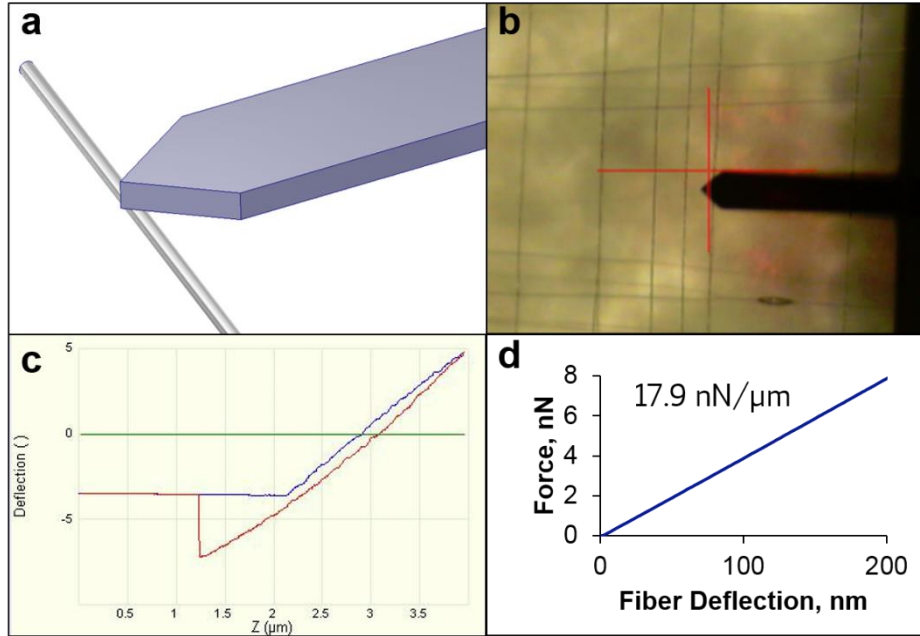 a
b
c
5
0
-5
Deflection ( )
0.5 1 1.5 2 2.5 3 3.5
Z (µm)
d
17.9 nN/µm
8
6
4
2
0
Force, nN
0 100 200
Fiber Deflection, nm